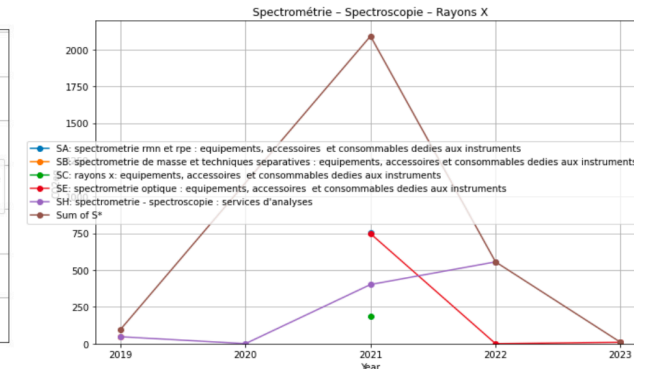 Spectrométrie – Spectroscopie – Rayons X
2000
1750
1500
SA: spectrometrie rmn et rpe : equipements, accessoires et consommables dedies aux instruments
SB: spectrometrie de masse et techniques separatives : equipements, accessoires et consommables dedies aux instruments
SC: rayons x: equipements, accessoires et consommables dedies aux instruments
SE: spectrometrie optique : equipements, accessoires et consommables dedies aux instruments
SH: spectrometrie - spectroscopie : services d'analyses
Sum of S*
750
500
250
0
2019 2020 2021 2022 2023
Year